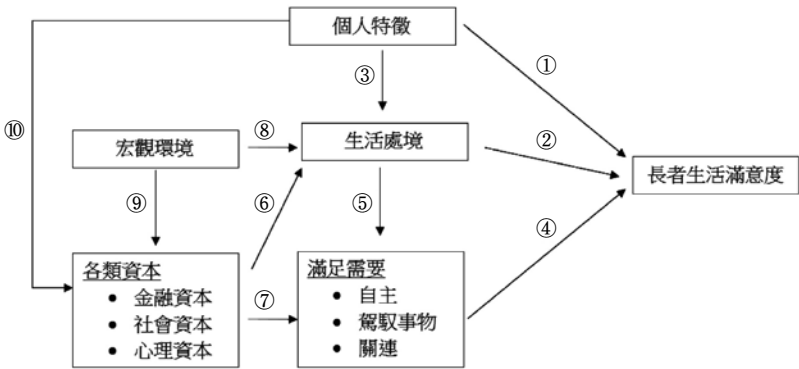 個人特徵
③
①
⑩
宏觀環境
⑧
生活處境
②
長者生活滿意度
⑨
⑥
⑤
④
各類資本
• 金融資本
• 社會資本
• 心理資本
⑦
滿足需要
• 自主
• 駕馭事物
• 關連